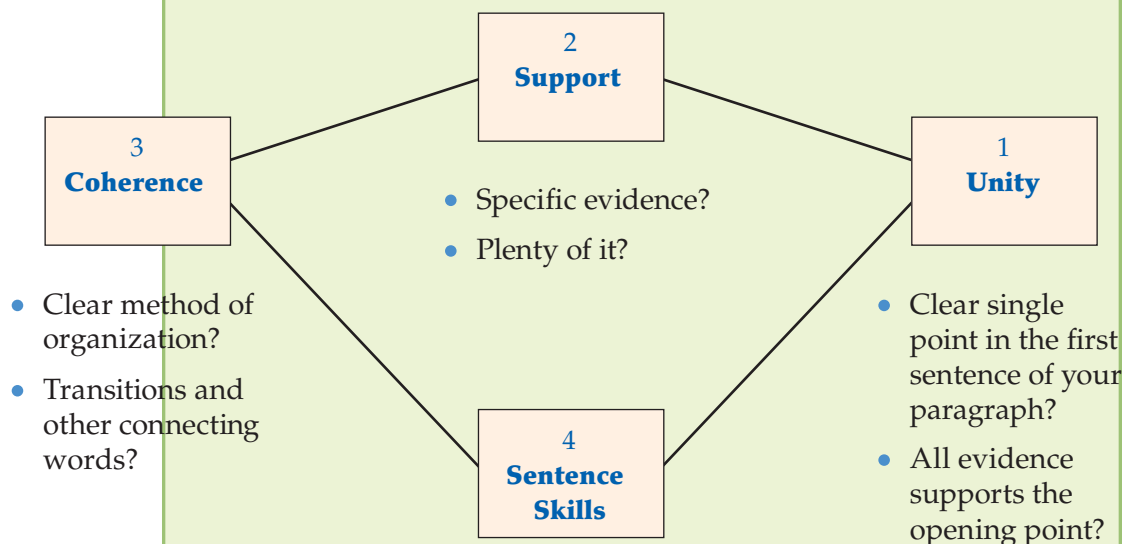 2
Support
3
Coherence
1
Unity
• Specific evidence?
• Plenty of it?
• Clear method of
organization?
• Transitions and
other connecting
words?
• Clear single
point in the first
sentence of your
paragraph?
• All evidence
supports the
opening point?
4
Sentence
Skills